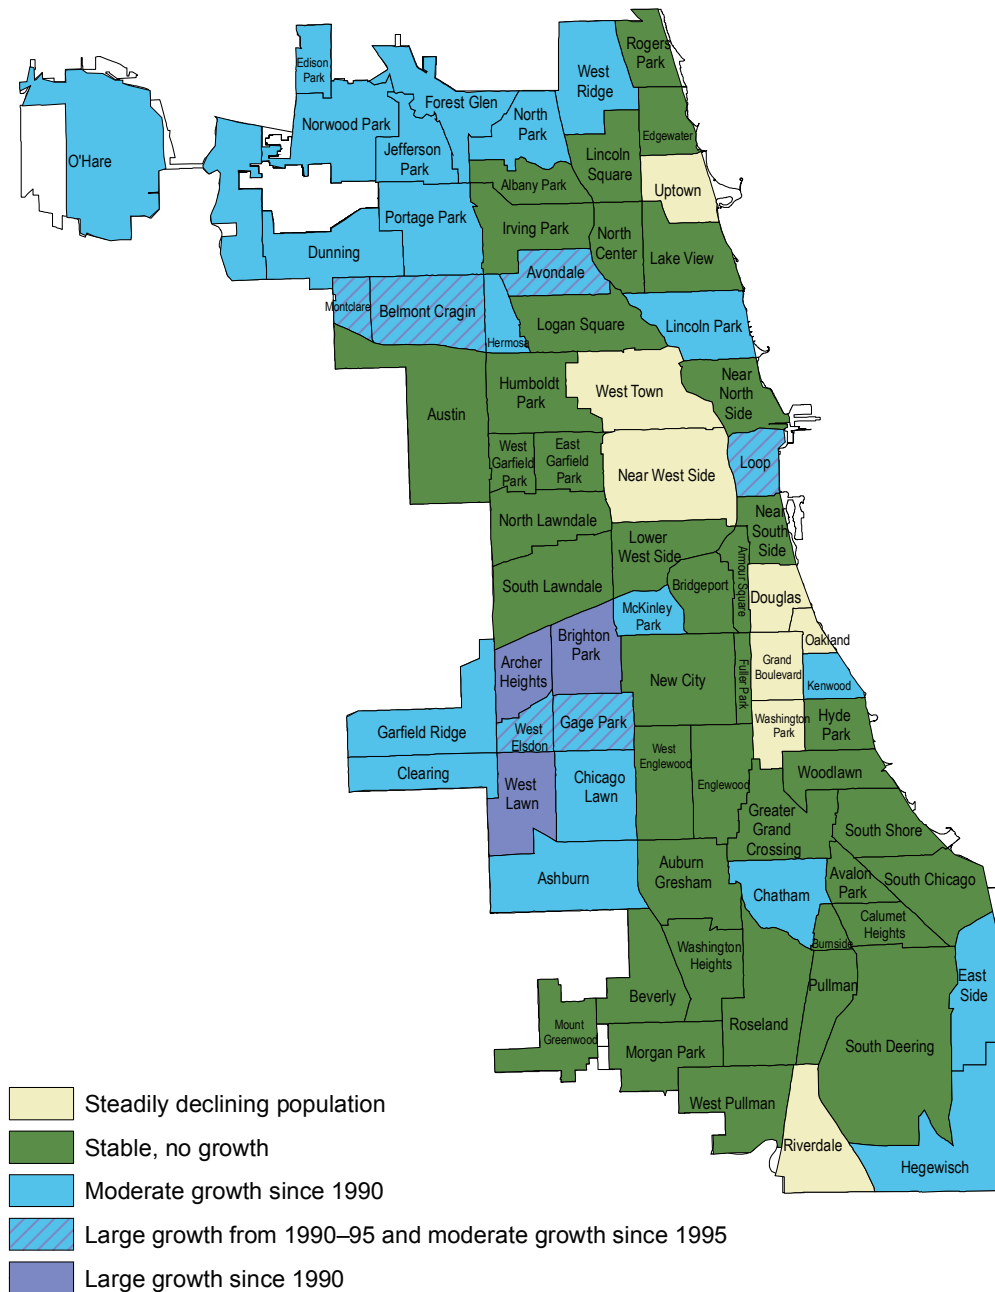 Rogers
Park
Edison
Park
West
Ridge
Forest Glen
North
Park
Norwood Park
Edgewater
Jefferson
Park
Lincoln
Square
O'Hare
Albany Park
Uptown
Portage Park
Irving Park
North
Center
Lake View
Dunning
Avondale
Montclare
Belmont Cragin
Hermosa
Logan Square
Lincoln Park
Humboldt
Park
West Town
Near
North
Side
Austin
West
Garfield
Park
East
Garfield
Park
Near West Side
Loop
North Lawndale
Near
South
Side
Lower
West Side
Armour Square
South Lawndale
Bridgeport
Douglas
McKinley
Park
Oakland
Brighton
Park
Archer
Heights
Grand
Boulevard
Fuller Park
New City
Kenwood
Garfield Ridge
West
Elsdon
Gage Park
Washington
Park
Hyde
Park
West
Englewood
Clearing
West
Lawn
Chicago
Lawn
Englewood
Woodlawn
Greater
Grand
Crossing
South Shore
Ashburn
Auburn
Gresham
Chatham
Avalon
Park
South Chicago
Calumet
Heights
Burnside
Washington
Heights
East
Side
Beverly
Pullman
Mount
Greenwood
Roseland
South Deering
Morgan Park
West Pullman
Riverdale
Hegewisch
Steadily declining population
Stable, no growth
Moderate growth since 1990
Large growth from 1990–95 and moderate growth since 1995
Large growth since 1990